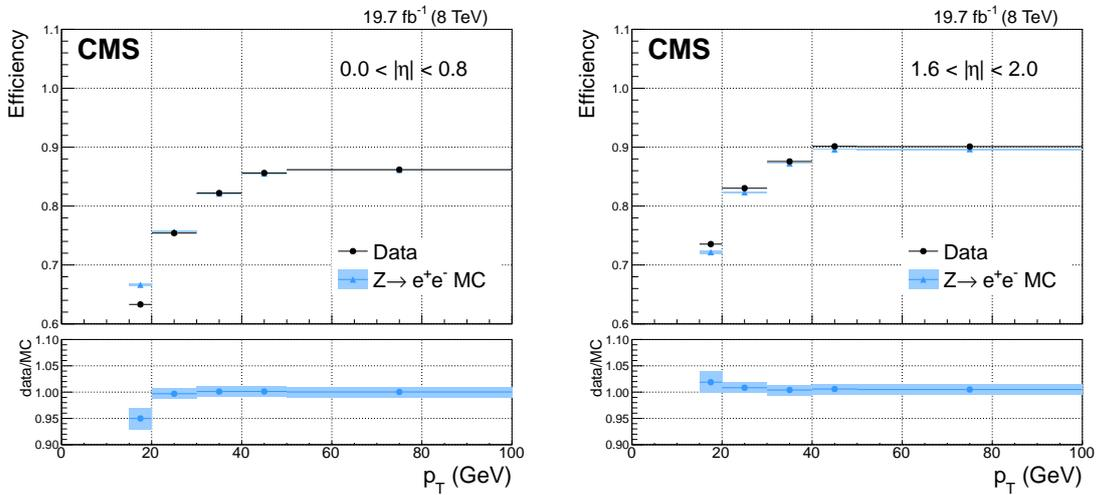 19.7 fb⁻¹ (8 TeV)
CMS
0.0 < |η| < 0.8
Efficiency
1.1
1.0
0.9
0.8
0.7
0.6
Data
Z→ e⁺e⁻ MC
data/MC
1.10
1.05
1.00
0.95
0.90
0 20 40 60 80 100
p_T (GeV)
19.7 fb⁻¹ (8 TeV)
CMS
1.6 < |η| < 2.0
Efficiency
1.1
1.0
0.9
0.8
0.7
0.6
Data
Z→ e⁺e⁻ MC
data/MC
1.10
1.05
1.00
0.95
0.90
0 20 40 60 80 100
p_T (GeV)